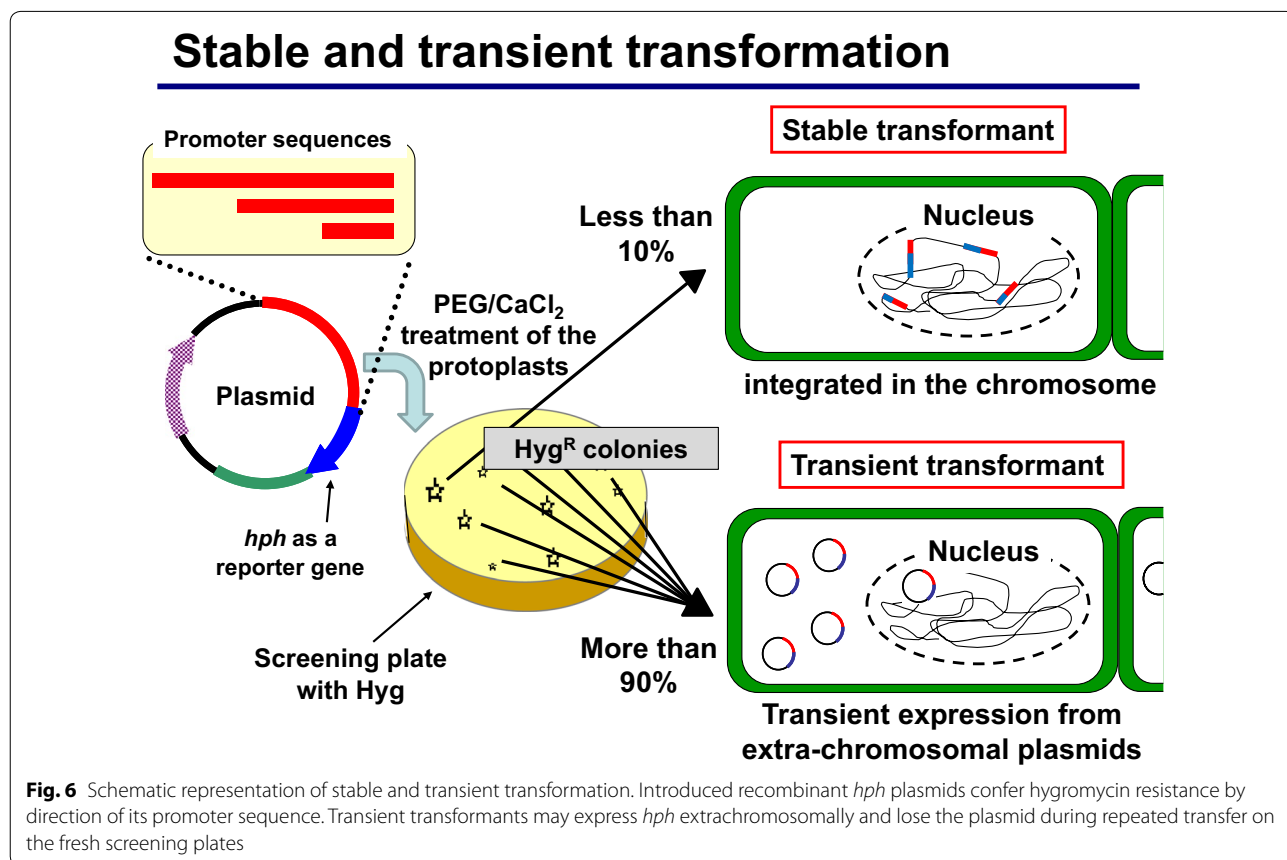 Stable and transient transformation
Promoter sequences
Plasmid
hph as a
reporter gene
PEG/CaCl₂
treatment of the
protoplasts
Hygᴿ colonies
Screening plate
with Hyg
Less than
10%
More than
90%
Stable transformant
Nucleus
integrated in the chromosome
Transient transformant
Nucleus
Transient expression from
extra-chromosomal plasmids
Fig. 6 Schematic representation of stable and transient transformation. Introduced recombinant hph plasmids confer hygromycin resistance by
direction of its promoter sequence. Transient transformants may express hph extrachromosomally and lose the plasmid during repeated transfer on
the fresh screening plates